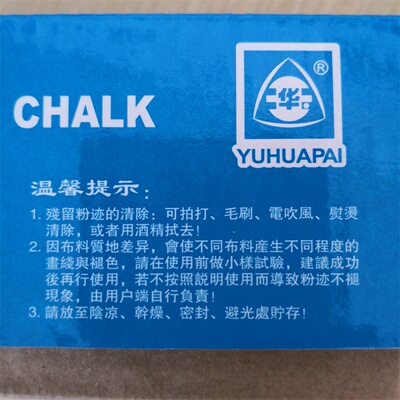 CHALK
华
®
YUHUAPAI
温馨提示：
1. 殘留粉迹的清除：可拍打、毛刷、電吹風、熨燙
清除，或者用酒精拭去！
2. 因布料質地差异，會使不同布料産生不同程度的
畫綫與褪色，請在使用前做小樣試驗，建議成功
後再行使用，若不按照説明使用而導致粉迹不褪
現象，由用户端自行負責！
3. 請放至陰凉、幹燥、密封、避光處貯存！